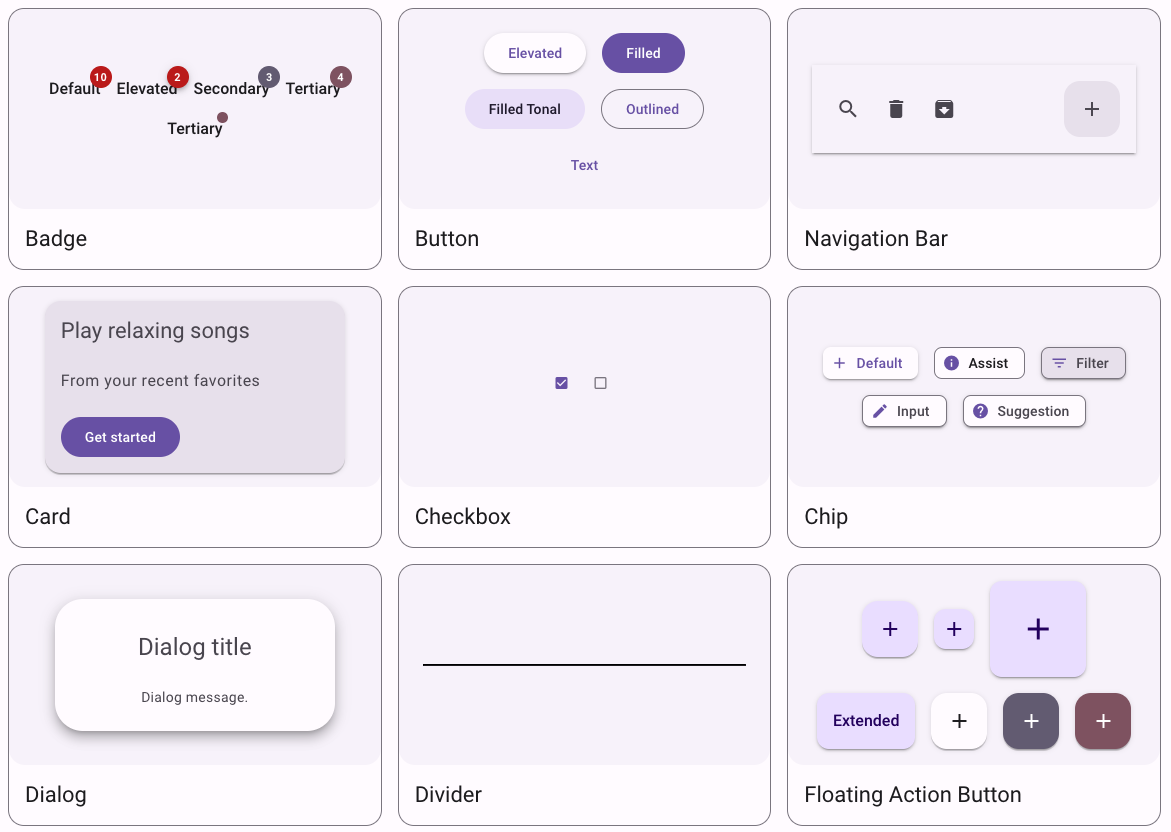 Default 10 Elevated 2 Secondary 3 Tertiary 4
Tertiary
Badge
Elevated Filled
Filled Tonal Outlined
Text
Button
Navigation Bar
Play relaxing songs
From your recent favorites
Get started
Card
Checkbox
Default Assist Filter
Input Suggestion
Chip
Dialog title
Dialog message.
Dialog
Divider
Extended
Floating Action Button